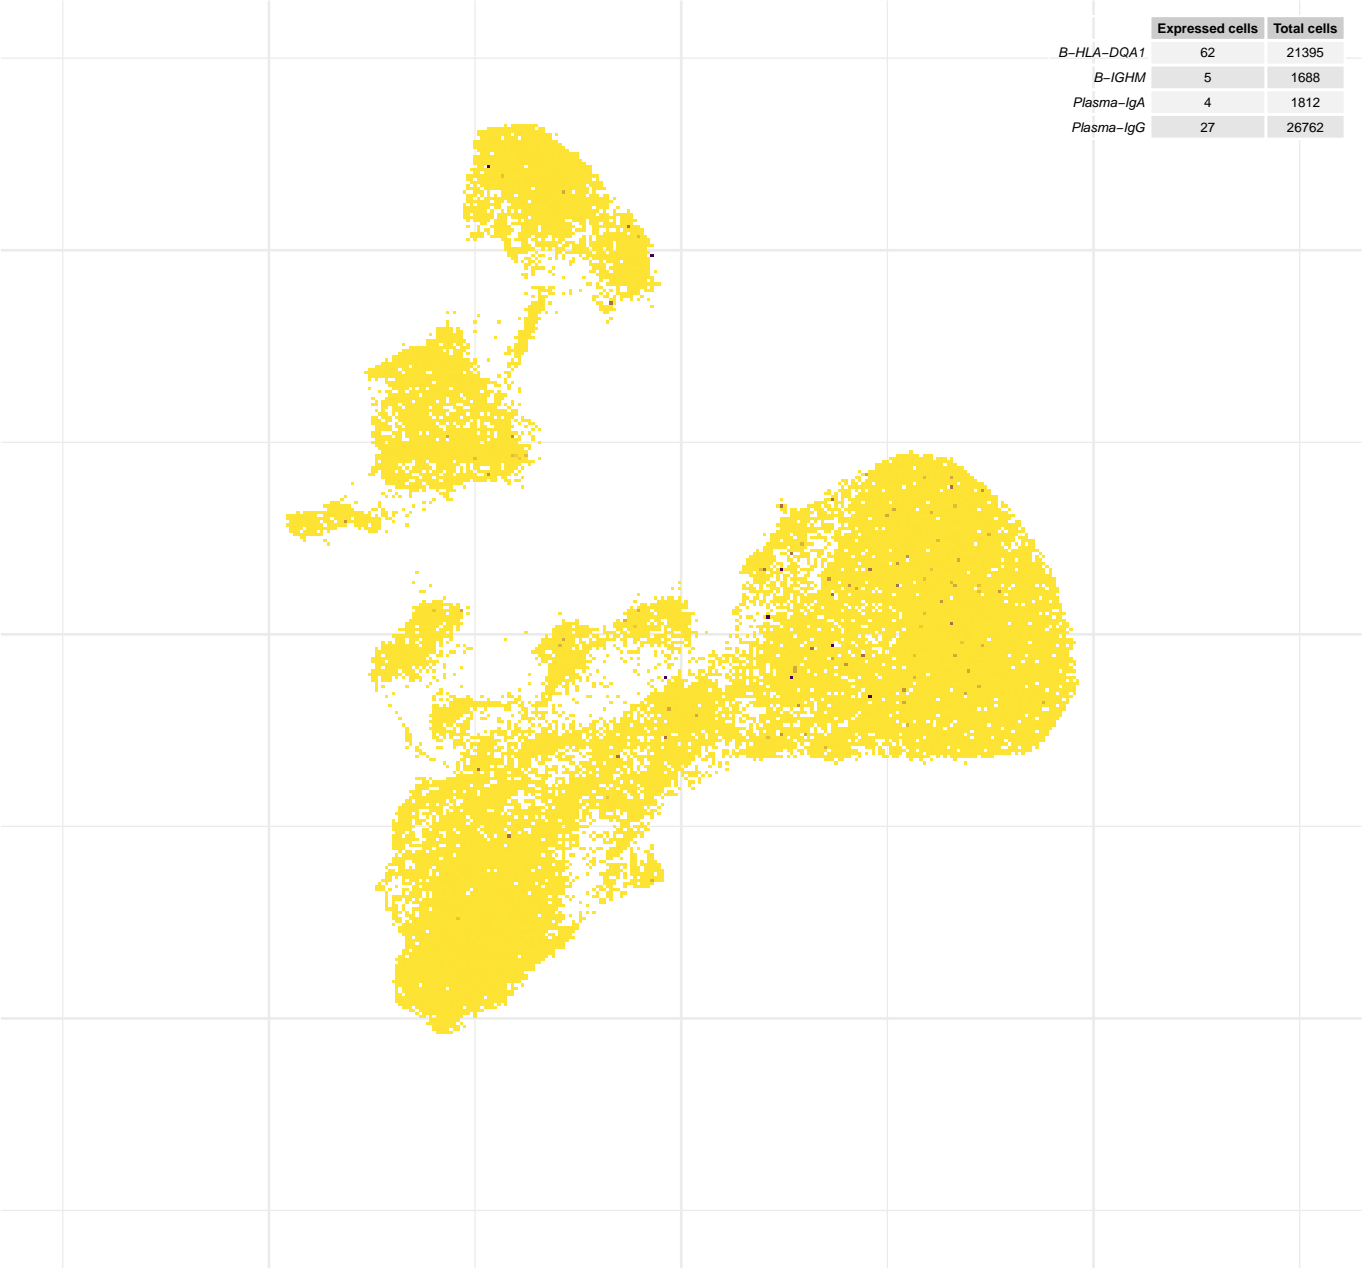 Expressed cells Total cells
B−HLA−DQA1 62 21395
B−IGHM 5 1688
Plasma−IgA 4 1812
Plasma−IgG 27 26762